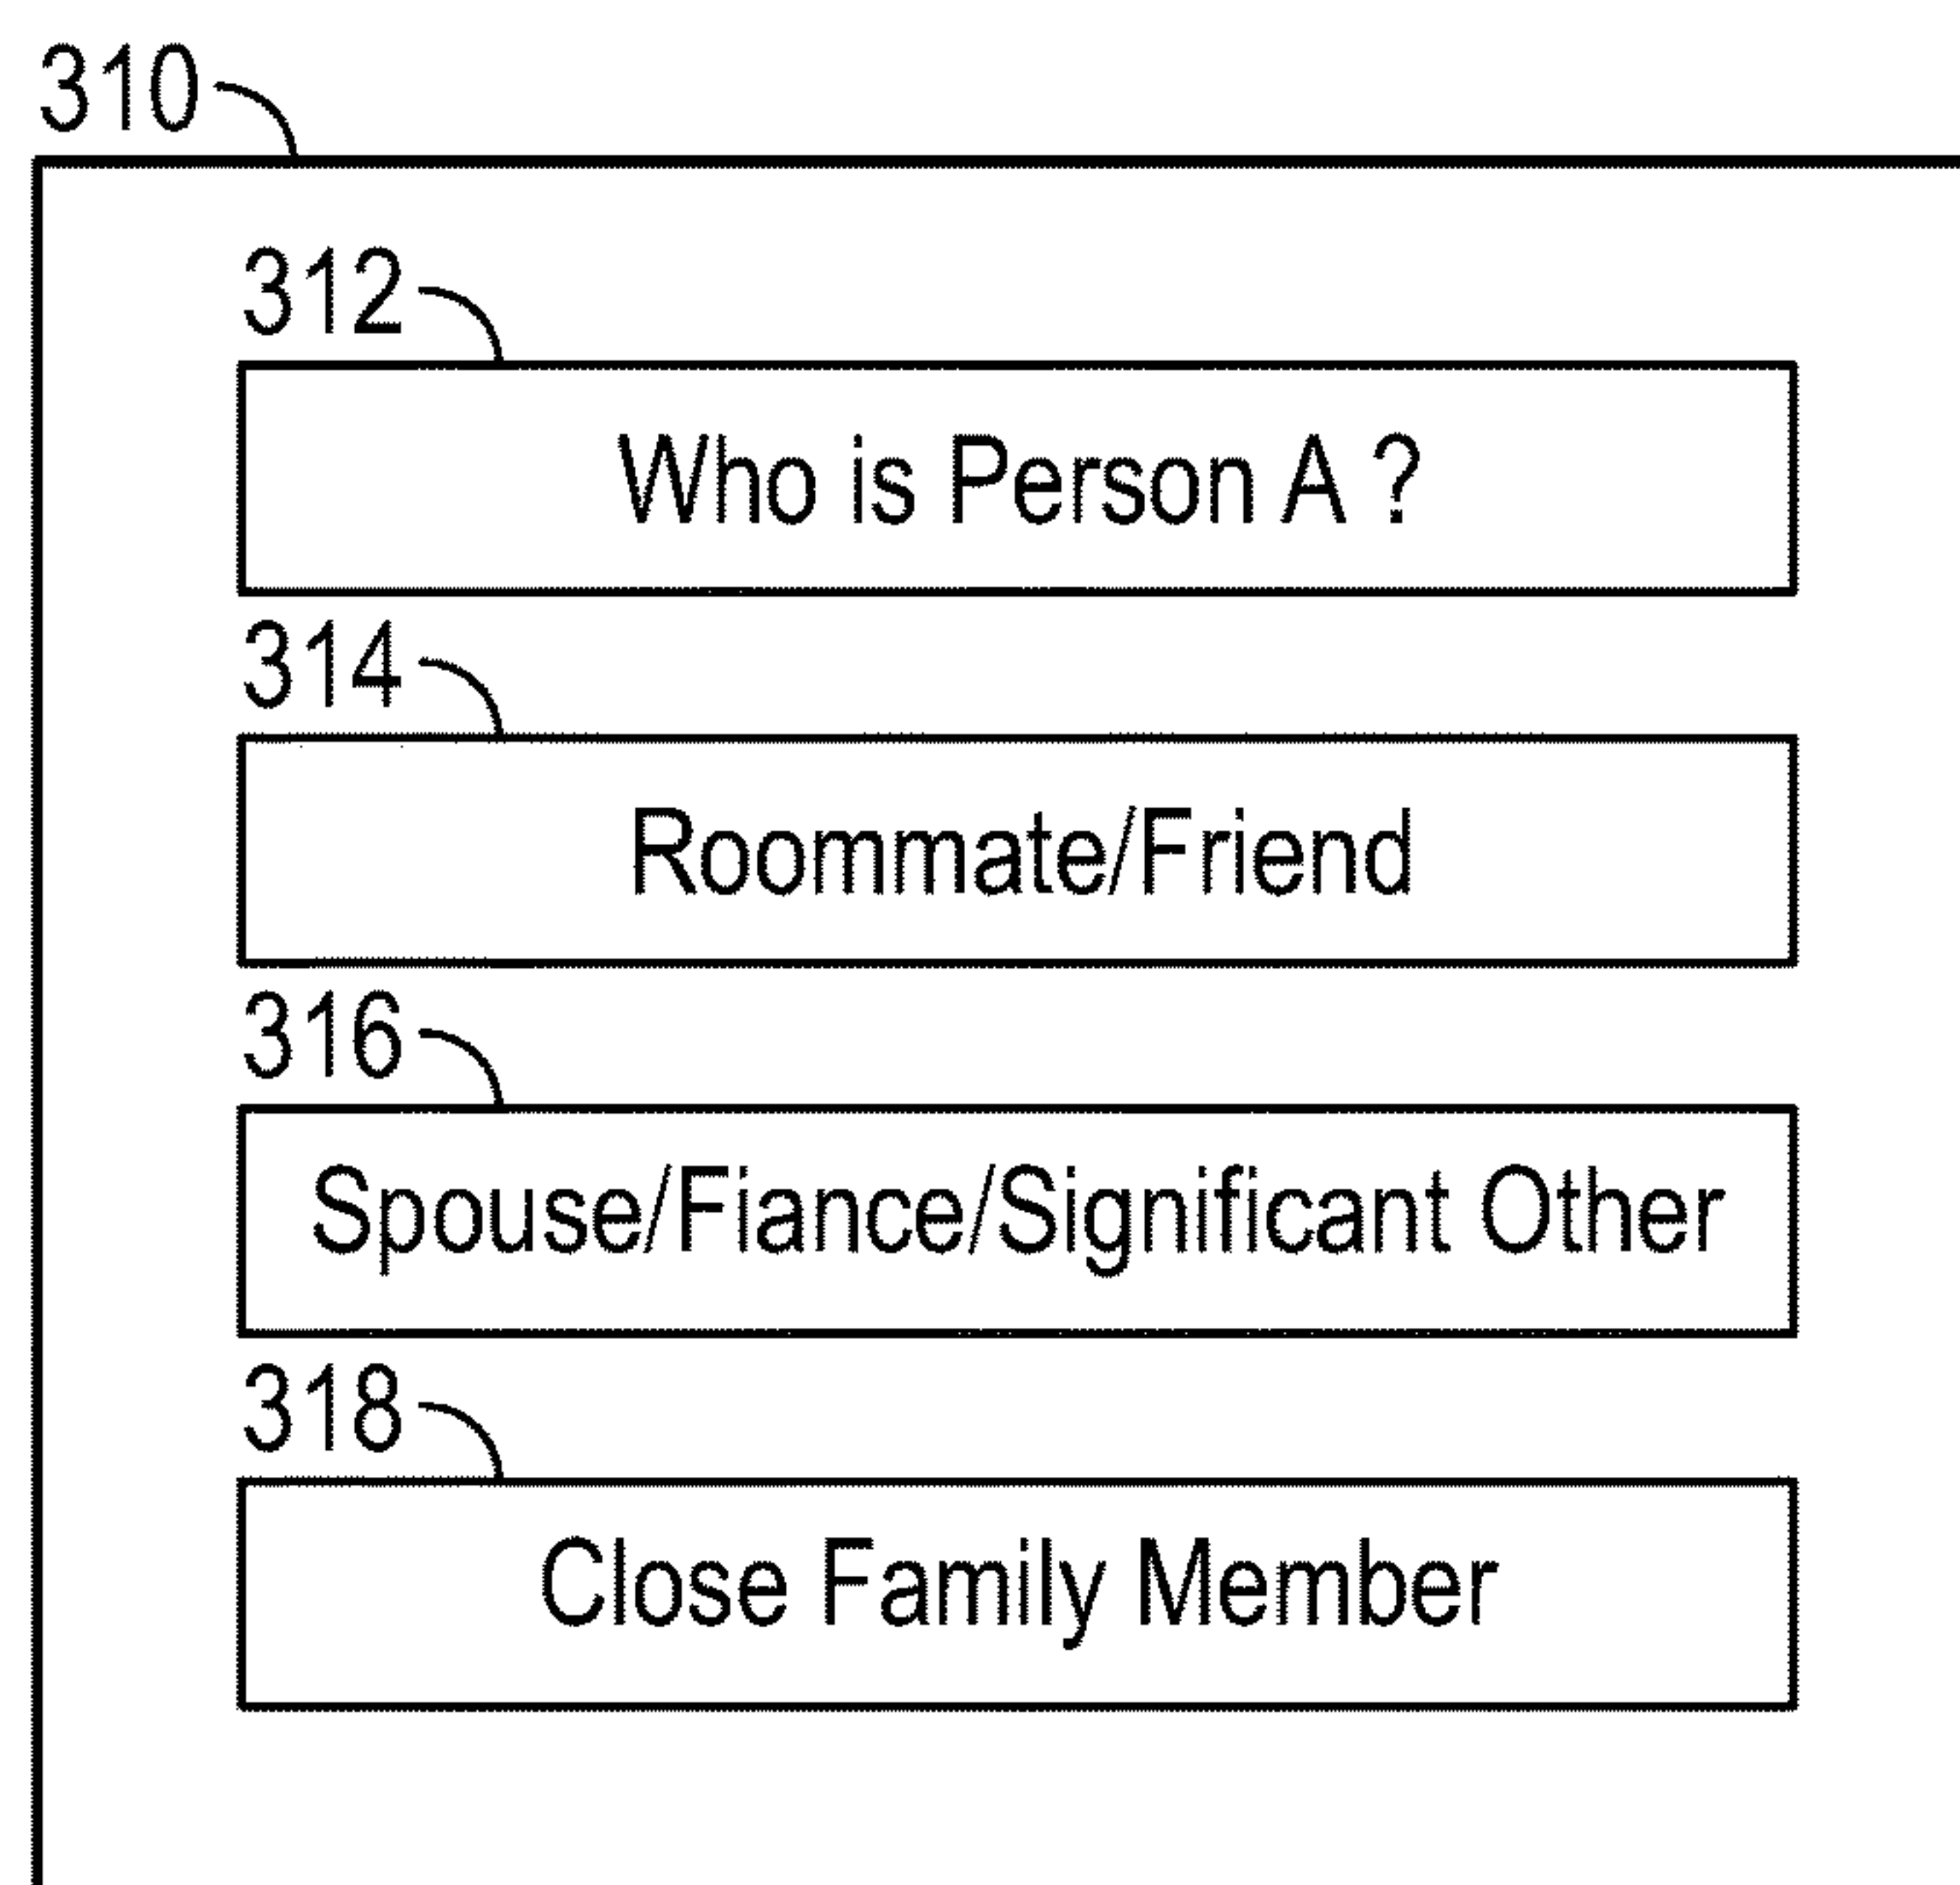 310
312
Who is Person A ?
314
Roommate/Friend
316
Spouse/Fiance/Significant Other
318
Close Family Member